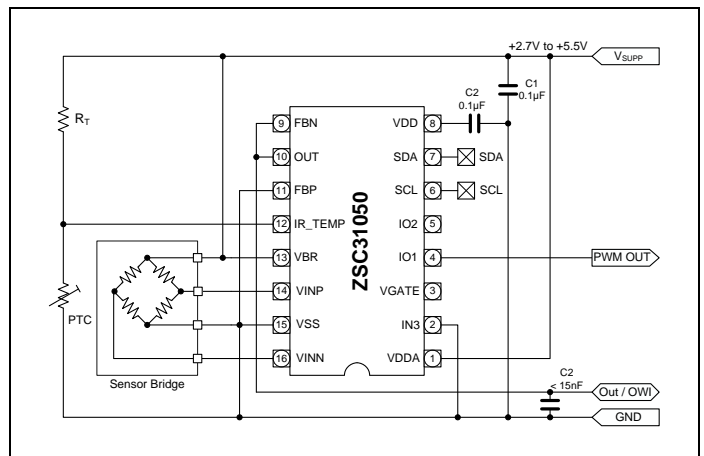 +2.7V to +5.5V
VSUPP
C1
0.1µF
C2
0.1µF
RT
9 FBN
10 OUT
11 FBP
12 IR_TEMP
13 VBR
14 VINP
15 VSS
16 VINN
ZSC31050
VDD 8
SDA 7 SDA
SCL 6 SCL
IO2 5
IO1 4 PWM OUT
VGATE 3
IN3 2
VDDA 1
PTC
Sensor Bridge
C2
< 15nF
Out / OWI
GND